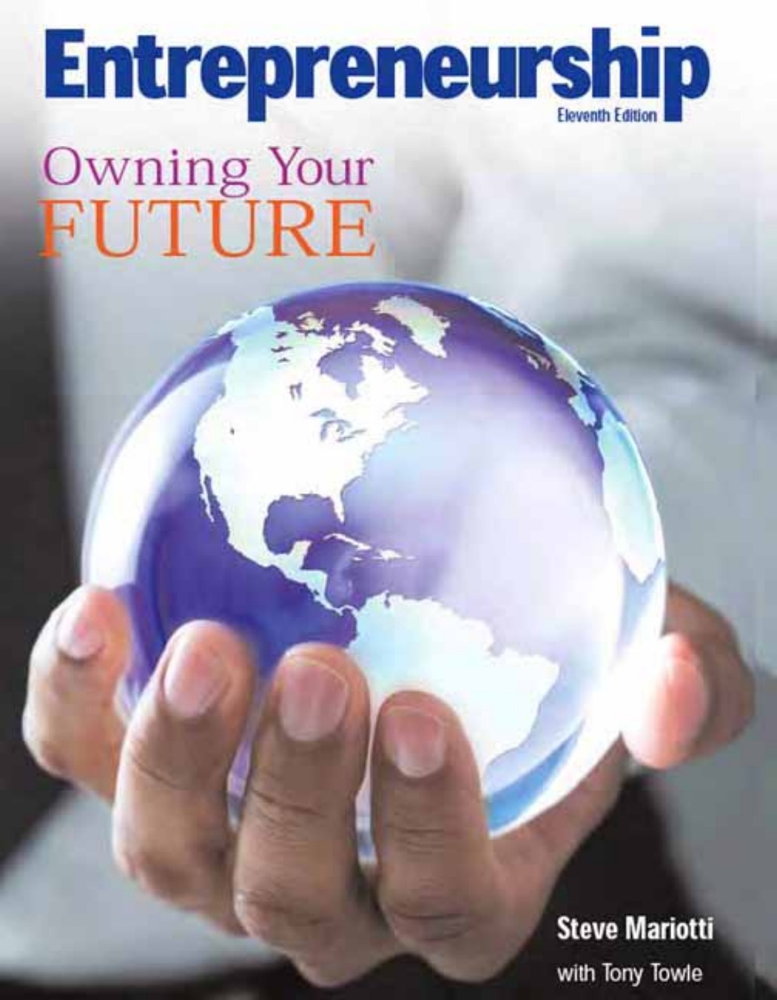 Entrepreneurship
Eleventh Edition
Owning Your
FUTURE
Steve Mariotti
with Tony Towle